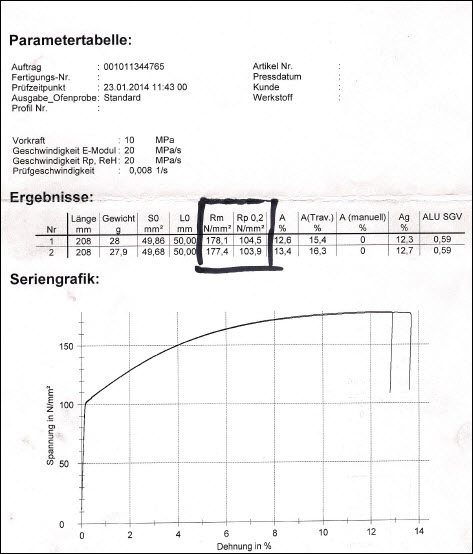 Parametertabelle:
Auftrag : 001011344765 Artikel Nr. :
Fertigungs-Nr. : Pressdatum :
Prüfzeitpunkt : 23.01.2014 11:43 00 Kunde :
Ausgabe_Ofenprobe: Standard Werkstoff :
Profil Nr. :
Vorkraft : 10 MPa
Geschwindigkeit E-Modul : 20 MPa/s
Geschwindigkeit Rp, ReH: 20 MPa/s
Prüfgeschwindigkeit : 0,008 1/s
Ergebnisse:
Länge Gewicht S0 L0 Rm Rp 0,2 A A(Trav.) A (manuell) Ag ALU SGV
Nr mm g mm² mm N/mm² N/mm² % % % %
1 208 28 49,86 50,00 178,1 104,5 12,6 15,4 0 12,3 0,59
2 208 27,9 49,68 50,00 177,4 103,9 13,4 16,3 0 12,7 0,59
Seriengrafik:
Spannung in N/mm²
150
100
50
0
0 2 4 6 8 10 12 14
Dehnung in %